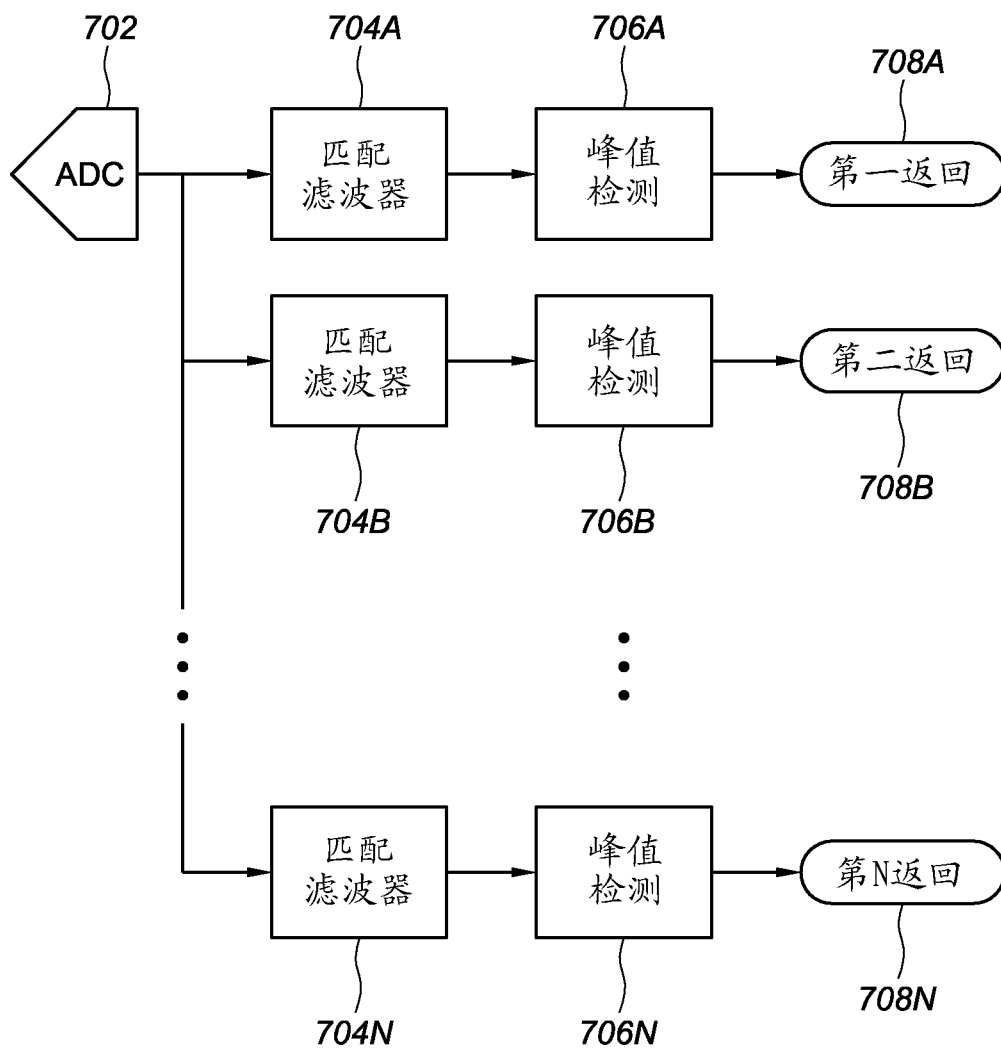 702
704A
706A
708A
ADC
匹配
滤波器
峰值
检测
第一返回
匹配
滤波器
峰值
检测
第二返回
704B
706B
708B
匹配
滤波器
峰值
检测
第N返回
704N
706N
708N